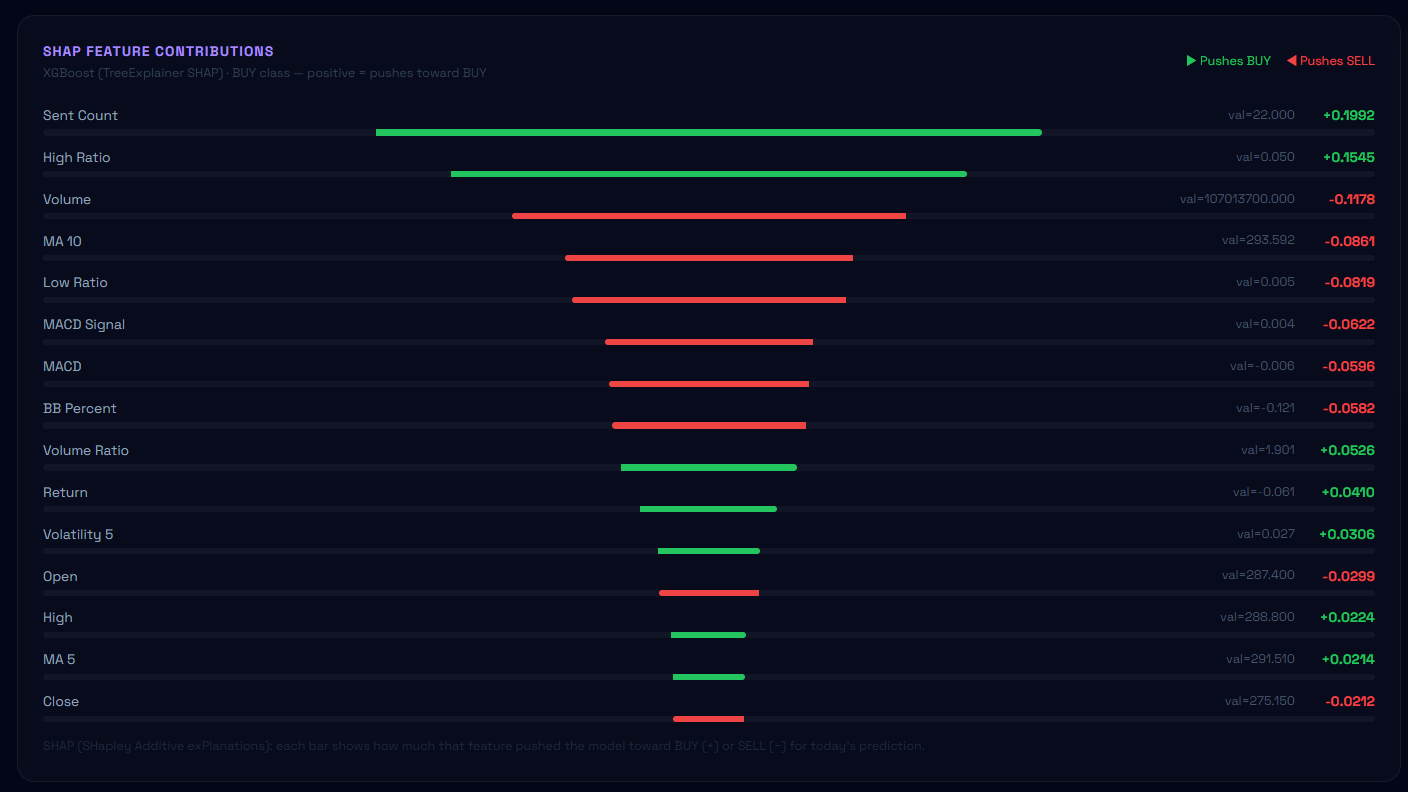 SHAP FEATURE CONTRIBUTIONS
XGBoost (TreeExplainer SHAP) · BUY class — positive = pushes toward BUY
▶ Pushes BUY ◀ Pushes SELL
Sent Count val=22.000 +0.1992
High Ratio val=0.050 +0.1545
Volume val=107013700.000 -0.1178
MA 10 val=293.592 -0.0861
Low Ratio val=0.005 -0.0819
MACD Signal val=0.004 -0.0622
MACD val=-0.006 -0.0596
BB Percent val=-0.121 -0.0582
Volume Ratio val=1.901 +0.0526
Return val=-0.061 +0.0410
Volatility 5 val=0.027 +0.0306
Open val=287.400 -0.0299
High val=288.800 +0.0224
MA 5 val=291.510 +0.0214
Close val=275.150 -0.0212
SHAP (SHapley Additive exPlanations): each bar shows how much that feature pushed the model toward BUY (+) or SELL (−) for today's prediction.